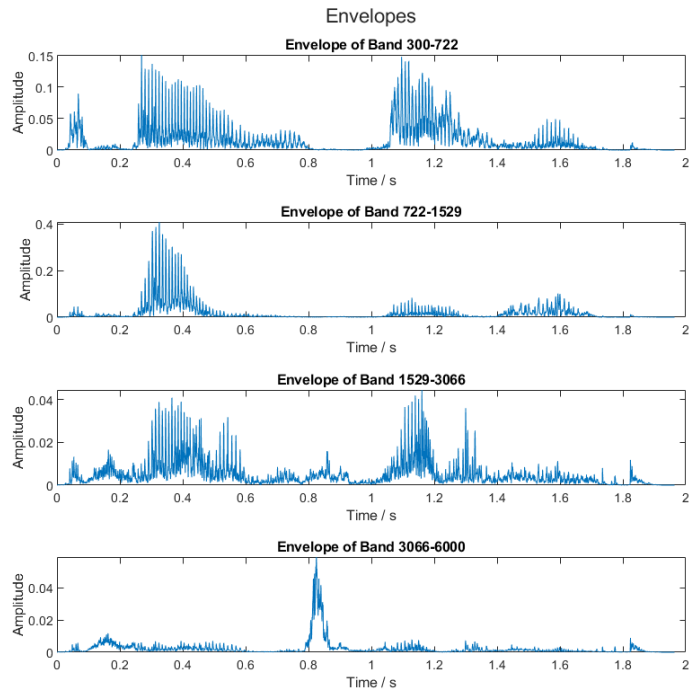 Envelopes
Envelope of Band 300-722
Amplitude
0.15
0.1
0.05
0
0 0.2 0.4 0.6 0.8 1 1.2 1.4 1.6 1.8 2
Time / s
Envelope of Band 722-1529
Amplitude
0.4
0.2
0
0 0.2 0.4 0.6 0.8 1 1.2 1.4 1.6 1.8 2
Time / s
Envelope of Band 1529-3066
Amplitude
0.04
0.02
0
0 0.2 0.4 0.6 0.8 1 1.2 1.4 1.6 1.8 2
Time / s
Envelope of Band 3066-6000
Amplitude
0.04
0.02
0
0 0.2 0.4 0.6 0.8 1 1.2 1.4 1.6 1.8 2
Time / s